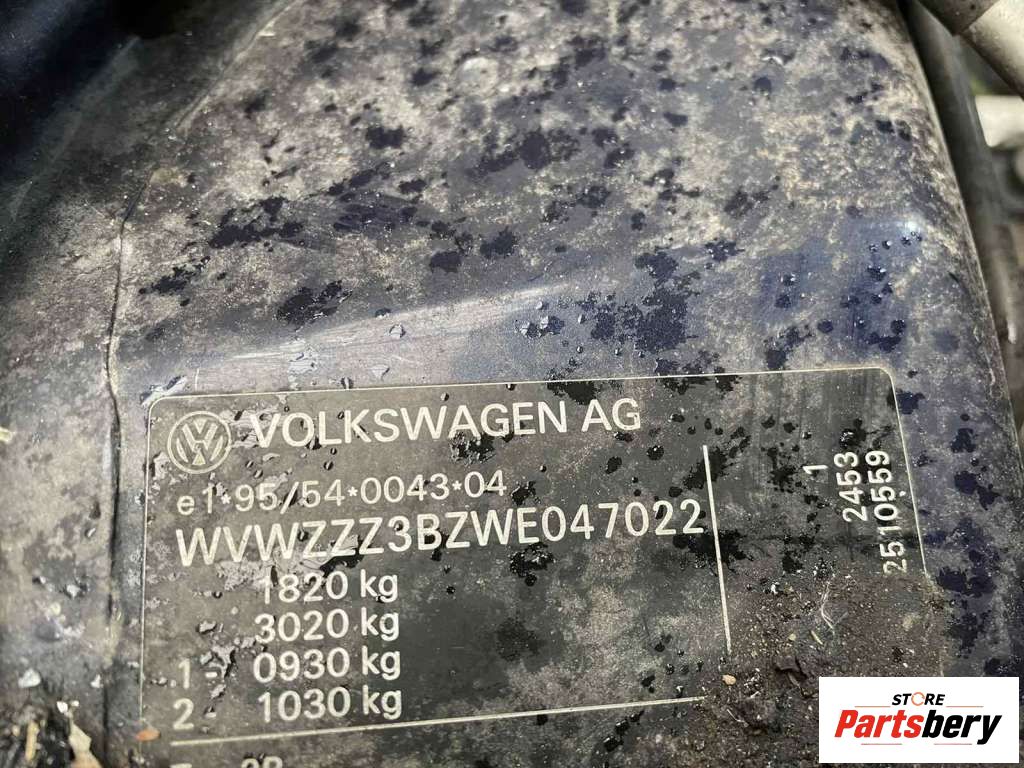 VW VOLKSWAGEN AG
e1*95/54*0043*04
WVWZZZ3BZWE047022
1820 kg
3020 kg
1 - 0930 kg
2 - 1030 kg
1
2453
2510559
STORE
Partsbery